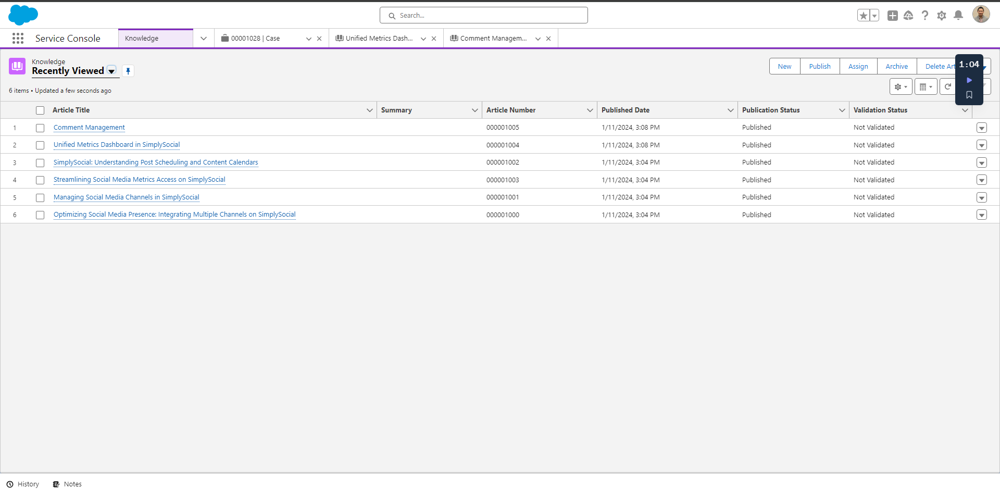 Search...
Service Console
Knowledge
00001028 | Case
Unified Metrics Dash...
Comment Managem...
Knowledge
Recently Viewed
New
Publish
Assign
Archive
Delete Art
1:04
6 items • Updated a few seconds ago
Article Title
Summary
Article Number
Published Date
Publication Status
Validation Status
1 Comment Management 000001005 1/11/2024, 3:08 PM Published Not Validated
2 Unified Metrics Dashboard in SimplySocial 000001004 1/11/2024, 3:08 PM Published Not Validated
3 SimplySocial: Understanding Post Scheduling and Content Calendars 000001002 1/11/2024, 3:04 PM Published Not Validated
4 Streamlining Social Media Metrics Access on SimplySocial 000001003 1/11/2024, 3:04 PM Published Not Validated
5 Managing Social Media Channels in SimplySocial 000001001 1/11/2024, 3:04 PM Published Not Validated
6 Optimizing Social Media Presence: Integrating Multiple Channels on SimplySocial 000001000 1/11/2024, 3:04 PM Published Not Validated
History
Notes